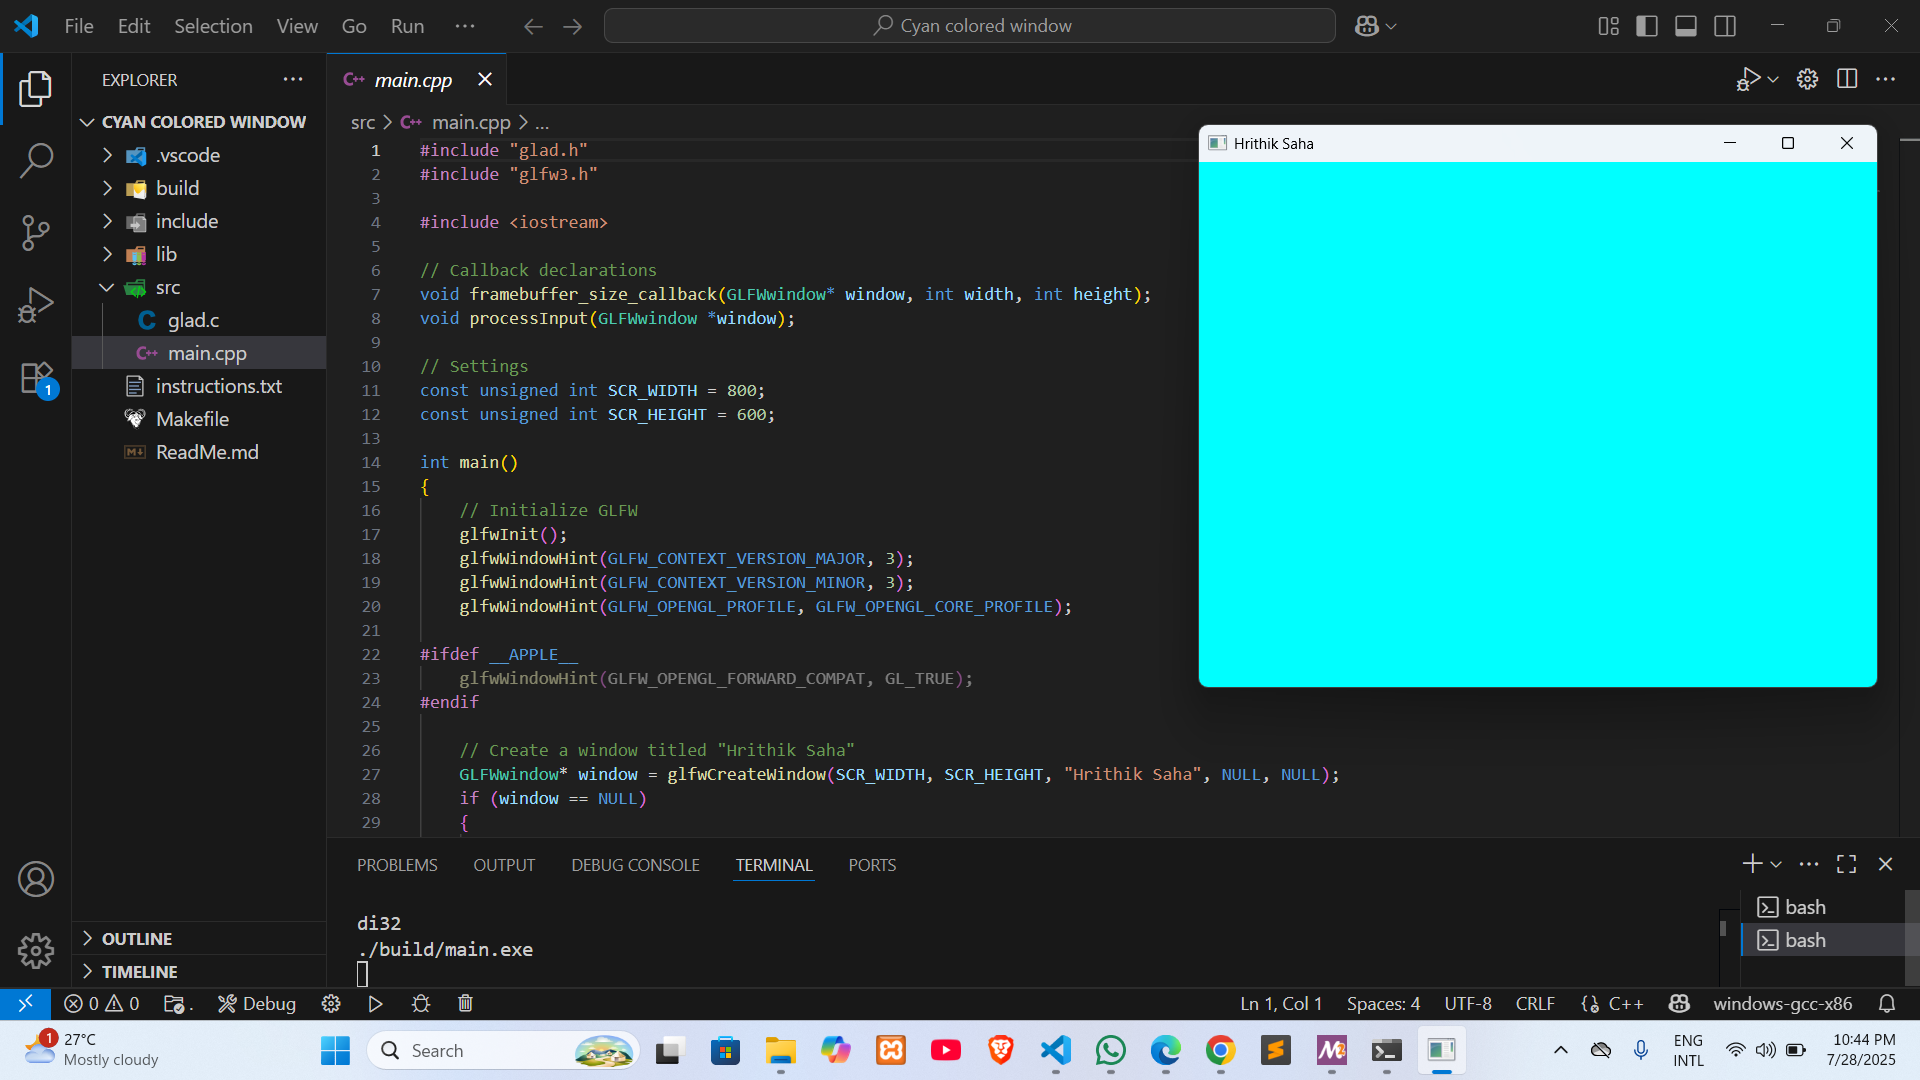 File Edit Selection View Go Run ···
Cyan colored window
EXPLORER
CYAN COLORED WINDOW
.vscode
build
include
lib
src
C glad.c
C++ main.cpp
instructions.txt
Makefile
M↓ ReadMe.md
OUTLINE
TIMELINE
1
C++ main.cpp
src > C++ main.cpp > ...
1 #include "glad.h"
2 #include "glfw3.h"
3
4 #include <iostream>
5
6 // Callback declarations
7 void framebuffer_size_callback(GLFWwindow* window, int width, int height);
8 void processInput(GLFWwindow *window);
9
10 // Settings
11 const unsigned int SCR_WIDTH = 800;
12 const unsigned int SCR_HEIGHT = 600;
13
14 int main()
15 {
16 // Initialize GLFW
17 glfwInit();
18 glfwWindowHint(GLFW_CONTEXT_VERSION_MAJOR, 3);
19 glfwWindowHint(GLFW_CONTEXT_VERSION_MINOR, 3);
20 glfwWindowHint(GLFW_OPENGL_PROFILE, GLFW_OPENGL_CORE_PROFILE);
21
22 #ifdef __APPLE__
23 glfwWindowHint(GLFW_OPENGL_FORWARD_COMPAT, GL_TRUE);
24 #endif
25
26 // Create a window titled "Hrithik Saha"
27 GLFWwindow* window = glfwCreateWindow(SCR_WIDTH, SCR_HEIGHT, "Hrithik Saha", NULL, NULL);
28 if (window == NULL)
29 {
Hrithik Saha
PROBLEMS OUTPUT DEBUG CONSOLE TERMINAL PORTS
di32
./build/main.exe
bash
bash
0 0 . Debug Ln 1, Col 1 Spaces: 4 UTF-8 CRLF C++ windows-gcc-x86
1
27°C
Mostly cloudy
Search
ENG
INTL
10:44 PM
7/28/2025